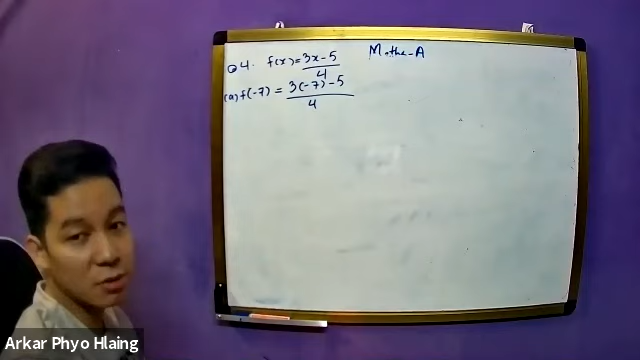 Q4. f(x) = 3x-5/4 Maths-A
(a) f(-7) = 3(-7)-5/4
Arkar Phyo Hlaing